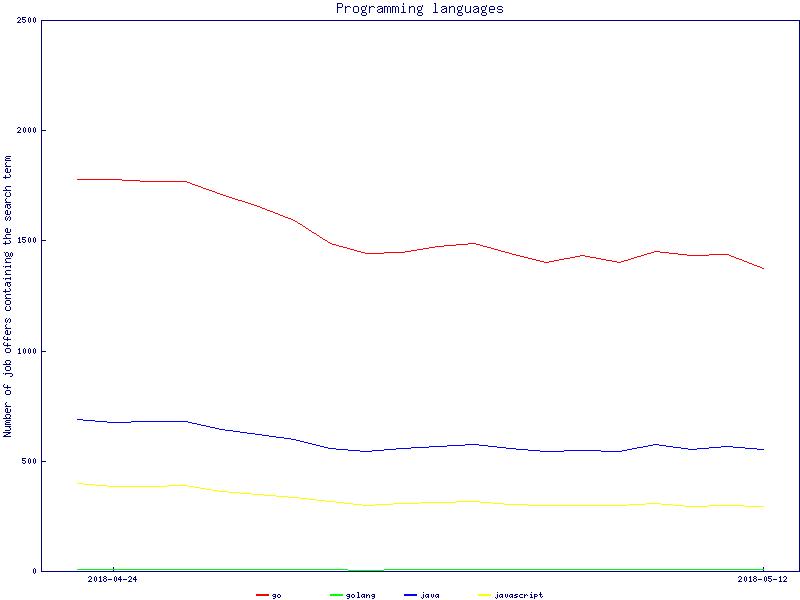 Programming languages
2500
2000
1500
1000
500
0
Number of job offers containing the search term
2018-04-24
2018-05-12
go
golang
java
javascript